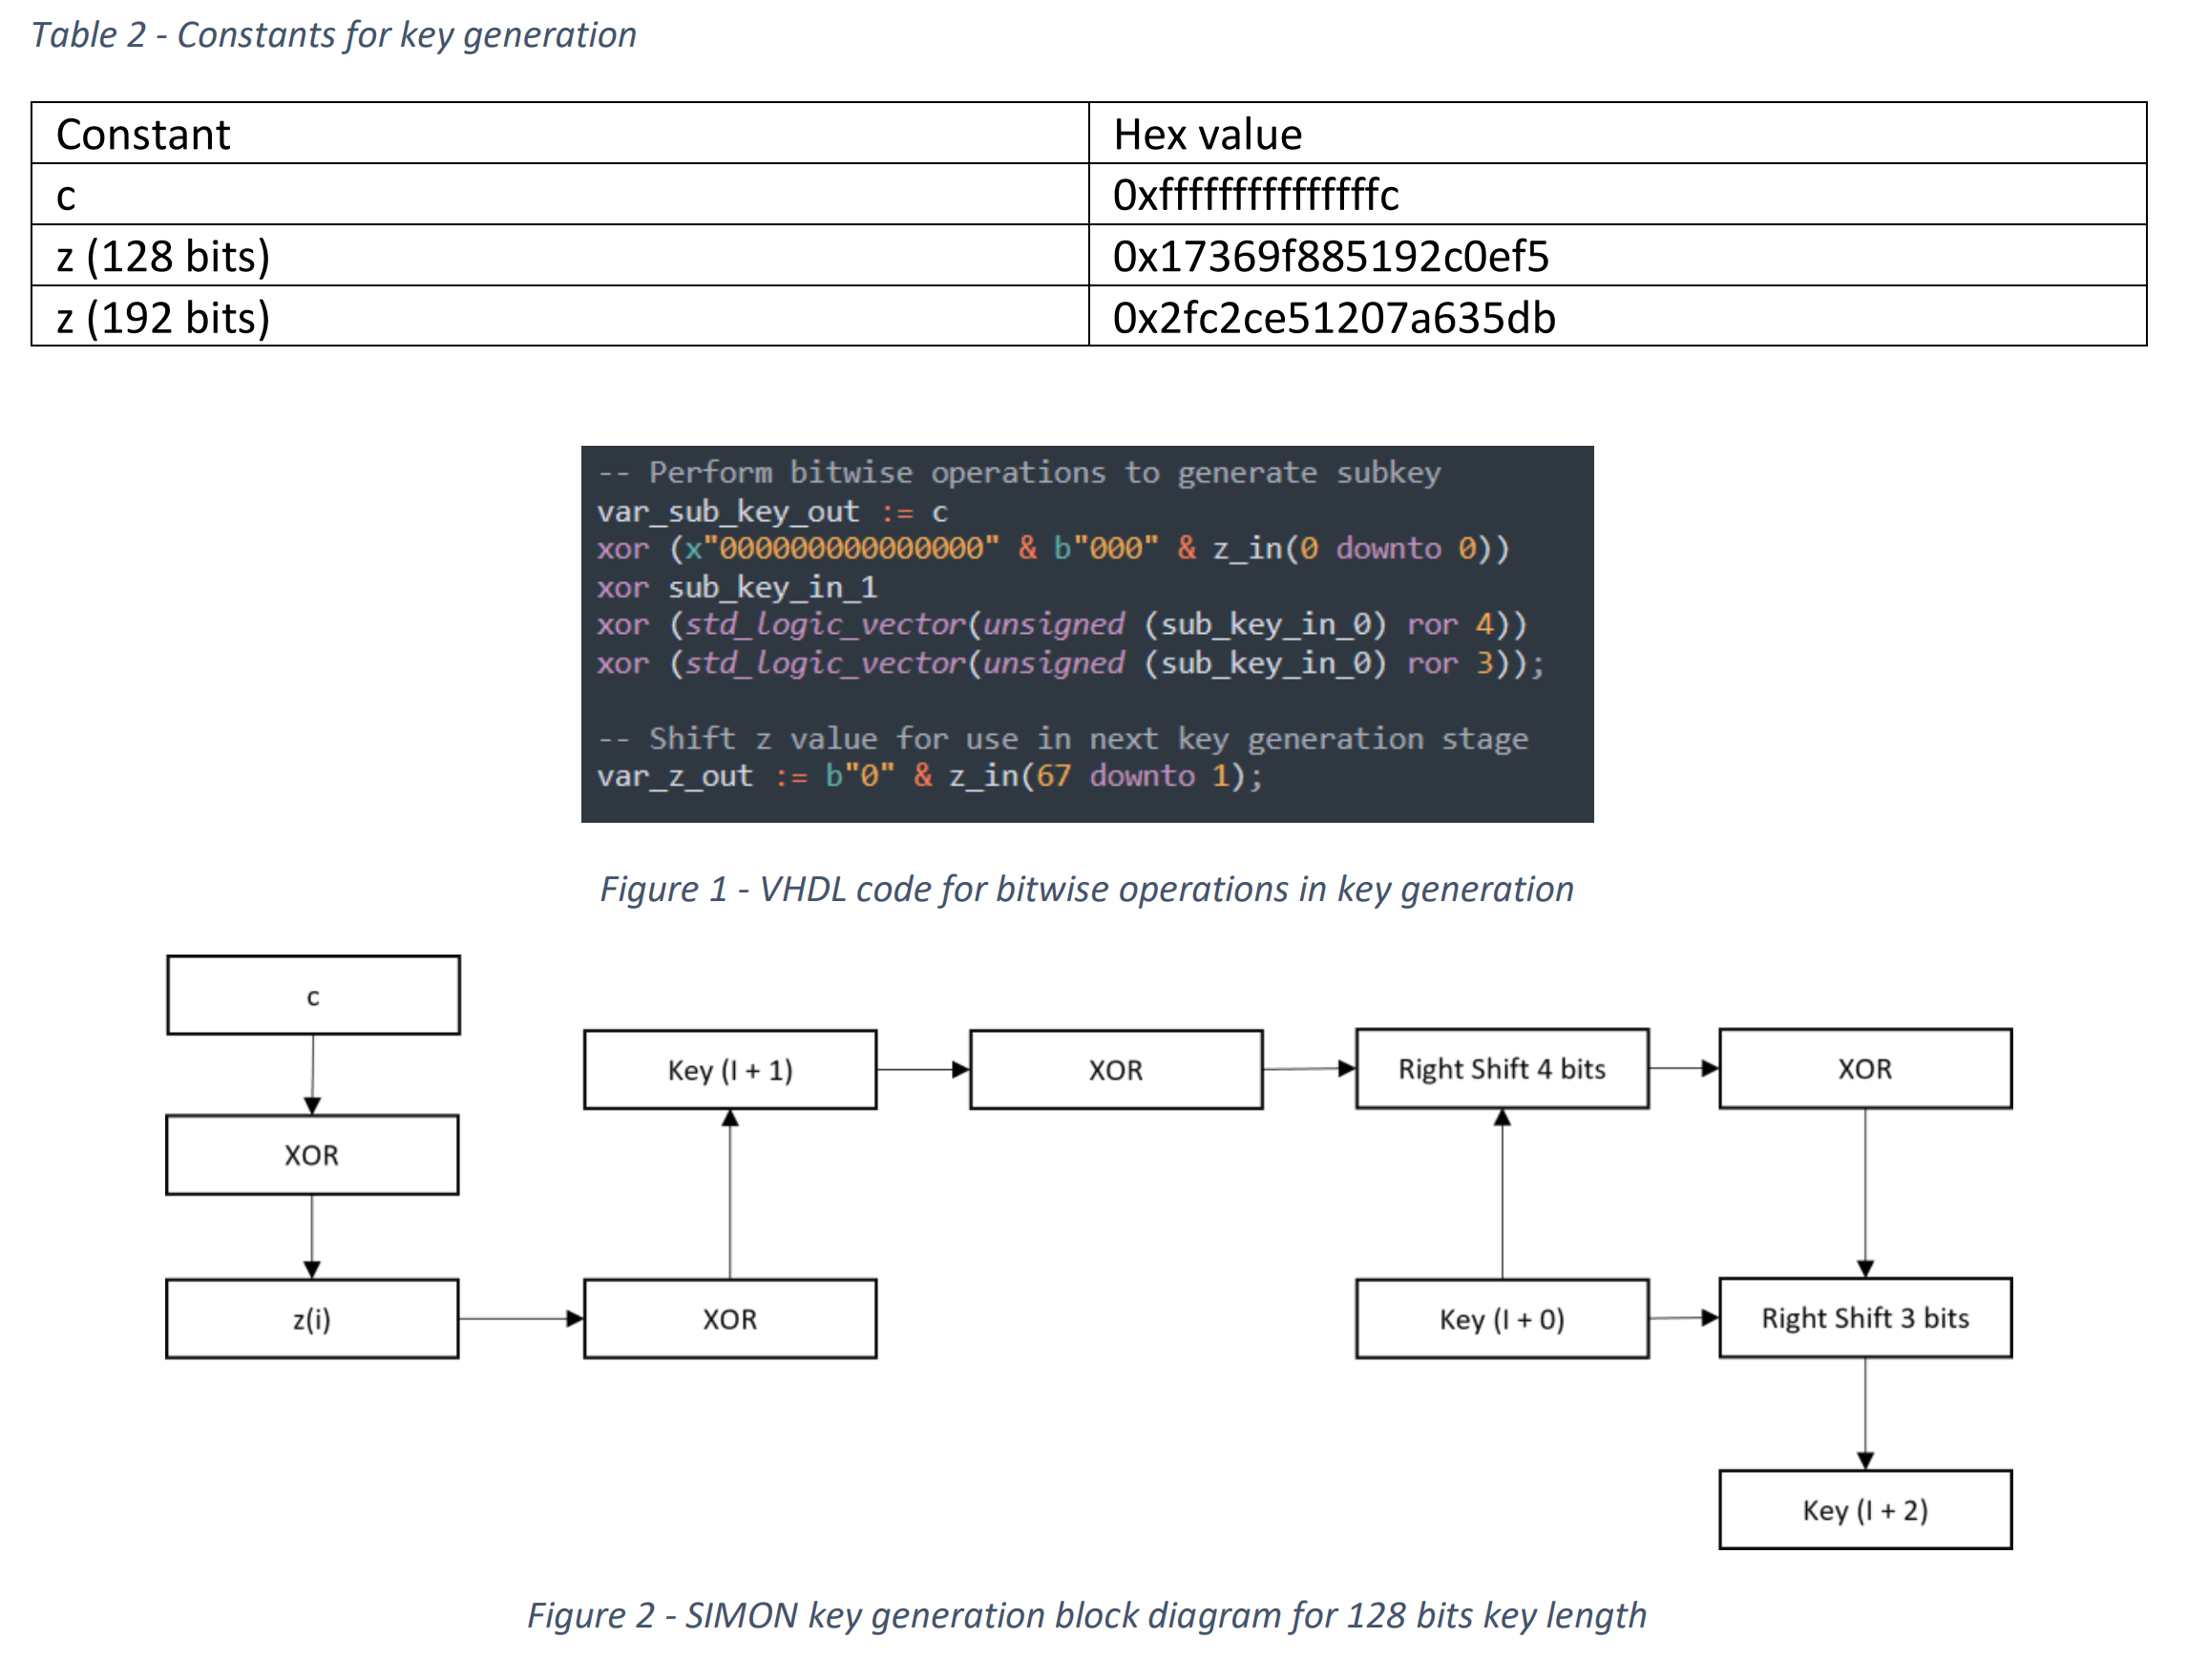 Table 2 - Constants for key generation
Constant
Hex value
c
0xfffffffffffffffc
z (128 bits)
0x17369f885192c0ef5
z (192 bits)
0x2fc2ce51207a635db
-- Perform bitwise operations to generate subkey
var_sub_key_out := c
xor (x"000000000000000" & b"000" & z_in(0 downto 0))
xor sub_key_in_1
xor (std_logic_vector(unsigned (sub_key_in_0) ror 4))
xor (std_logic_vector(unsigned (sub_key_in_0) ror 3));
-- Shift z value for use in next key generation stage
var_z_out := b"0" & z_in(67 downto 1);
Figure 1 - VHDL code for bitwise operations in key generation
c
XOR
z(i)
XOR
Key (I + 1)
XOR
Right Shift 4 bits
XOR
Key (I + 0)
Right Shift 3 bits
Key (I + 2)
Figure 2 - SIMON key generation block diagram for 128 bits key length